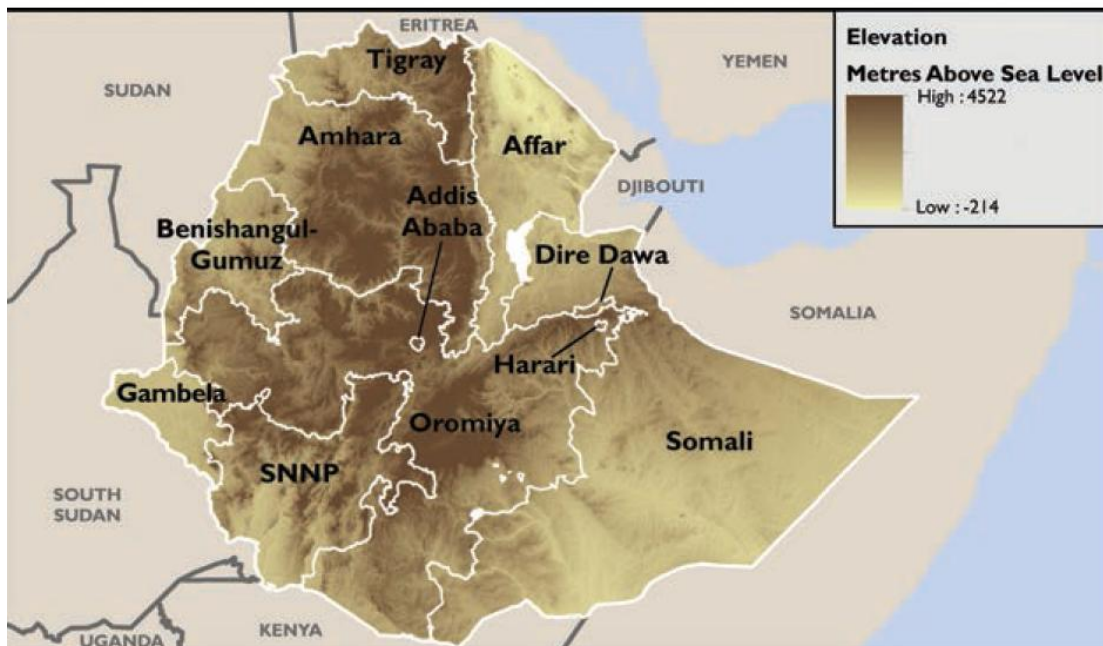 ERITREA
Tigray
SUDAN
YEMEN
Elevation
Metres Above Sea Level
High : 4522
Low : -214
Amhara
Affar
DJIBOUTI
Addis
Ababa
Benishangul-
Gumuz
Dire Dawa
SOMALIA
Harari
Gambela
Oromiya
Somali
SNNP
SOUTH
SUDAN
KENYA
UGANDA